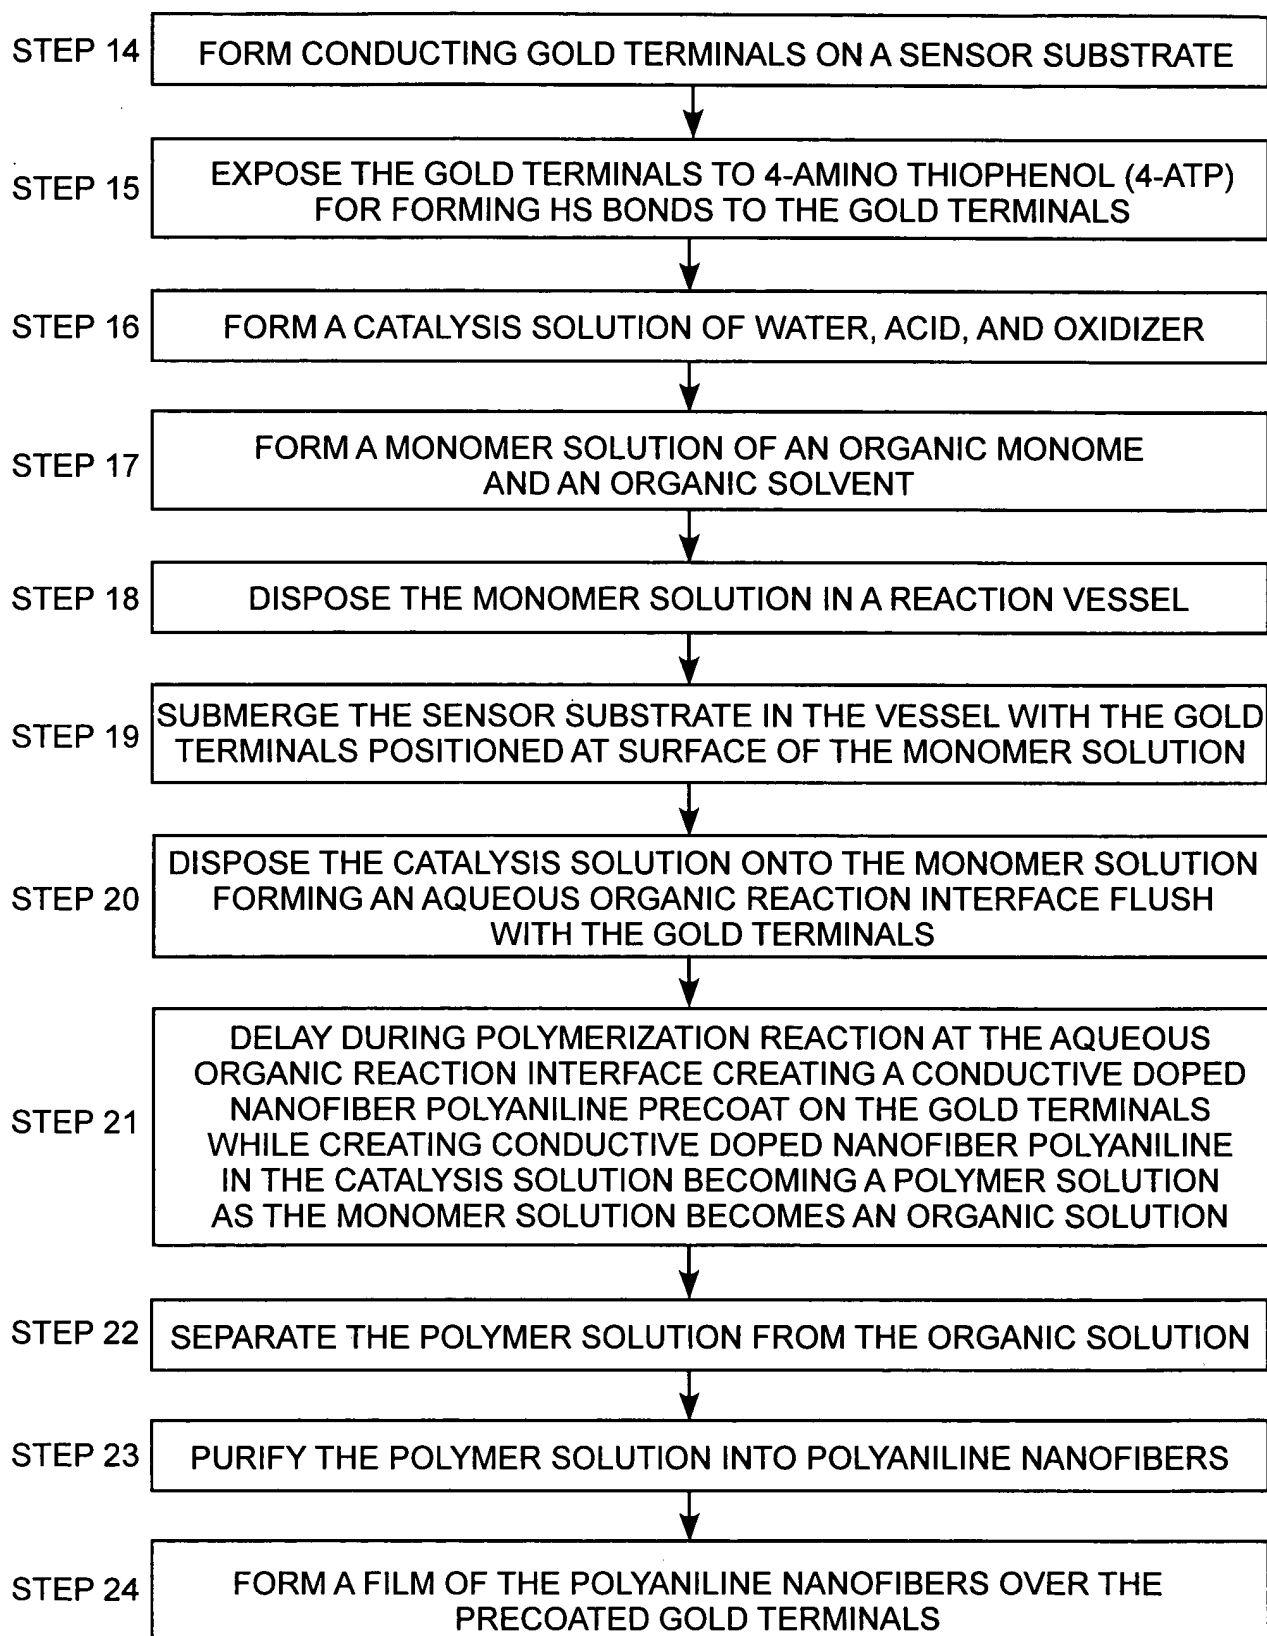 STEP 14
FORM CONDUCTING GOLD TERMINALS ON A SENSOR SUBSTRATE
STEP 15
EXPOSE THE GOLD TERMINALS TO 4-AMINO THIOPHENOL (4-ATP)
FOR FORMING HS BONDS TO THE GOLD TERMINALS
STEP 16
FORM A CATALYSIS SOLUTION OF WATER, ACID, AND OXIDIZER
STEP 17
FORM A MONOMER SOLUTION OF AN ORGANIC MONOME
AND AN ORGANIC SOLVENT
STEP 18
DISPOSE THE MONOMER SOLUTION IN A REACTION VESSEL
STEP 19
SUBMERGE THE SENSOR SUBSTRATE IN THE VESSEL WITH THE GOLD
TERMINALS POSITIONED AT SURFACE OF THE MONOMER SOLUTION
STEP 20
DISPOSE THE CATALYSIS SOLUTION ONTO THE MONOMER SOLUTION
FORMING AN AQUEOUS ORGANIC REACTION INTERFACE FLUSH
WITH THE GOLD TERMINALS
STEP 21
DELAY DURING POLYMERIZATION REACTION AT THE AQUEOUS
ORGANIC REACTION INTERFACE CREATING A CONDUCTIVE DOPED
NANOFIBER POLYANILINE PRECOAT ON THE GOLD TERMINALS
WHILE CREATING CONDUCTIVE DOPED NANOFIBER POLYANILINE
IN THE CATALYSIS SOLUTION BECOMING A POLYMER SOLUTION
AS THE MONOMER SOLUTION BECOMES AN ORGANIC SOLUTION
STEP 22
SEPARATE THE POLYMER SOLUTION FROM THE ORGANIC SOLUTION
STEP 23
PURIFY THE POLYMER SOLUTION INTO POLYANILINE NANOFIBERS
STEP 24
FORM A FILM OF THE POLYANILINE NANOFIBERS OVER THE
PRECOATED GOLD TERMINALS